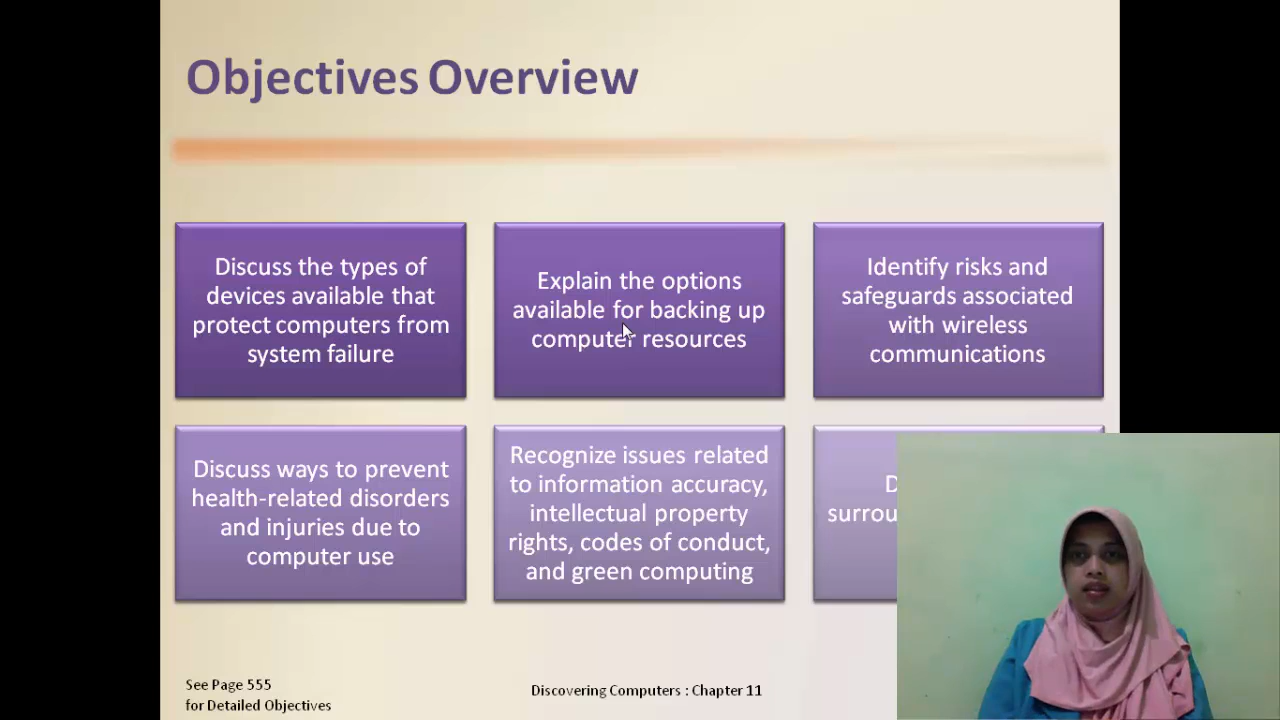 Objectives Overview
Discuss the types of
devices available that
protect computers from
system failure
Explain the options
available for backing up
computer resources
Identify risks and
safeguards associated
with wireless
communications
Discuss ways to prevent
health-related disorders
and injuries due to
computer use
Recognize issues related
to information accuracy,
intellectual property
rights, codes of conduct,
and green computing
See Page 555
for Detailed Objectives
Discovering Computers : Chapter 11